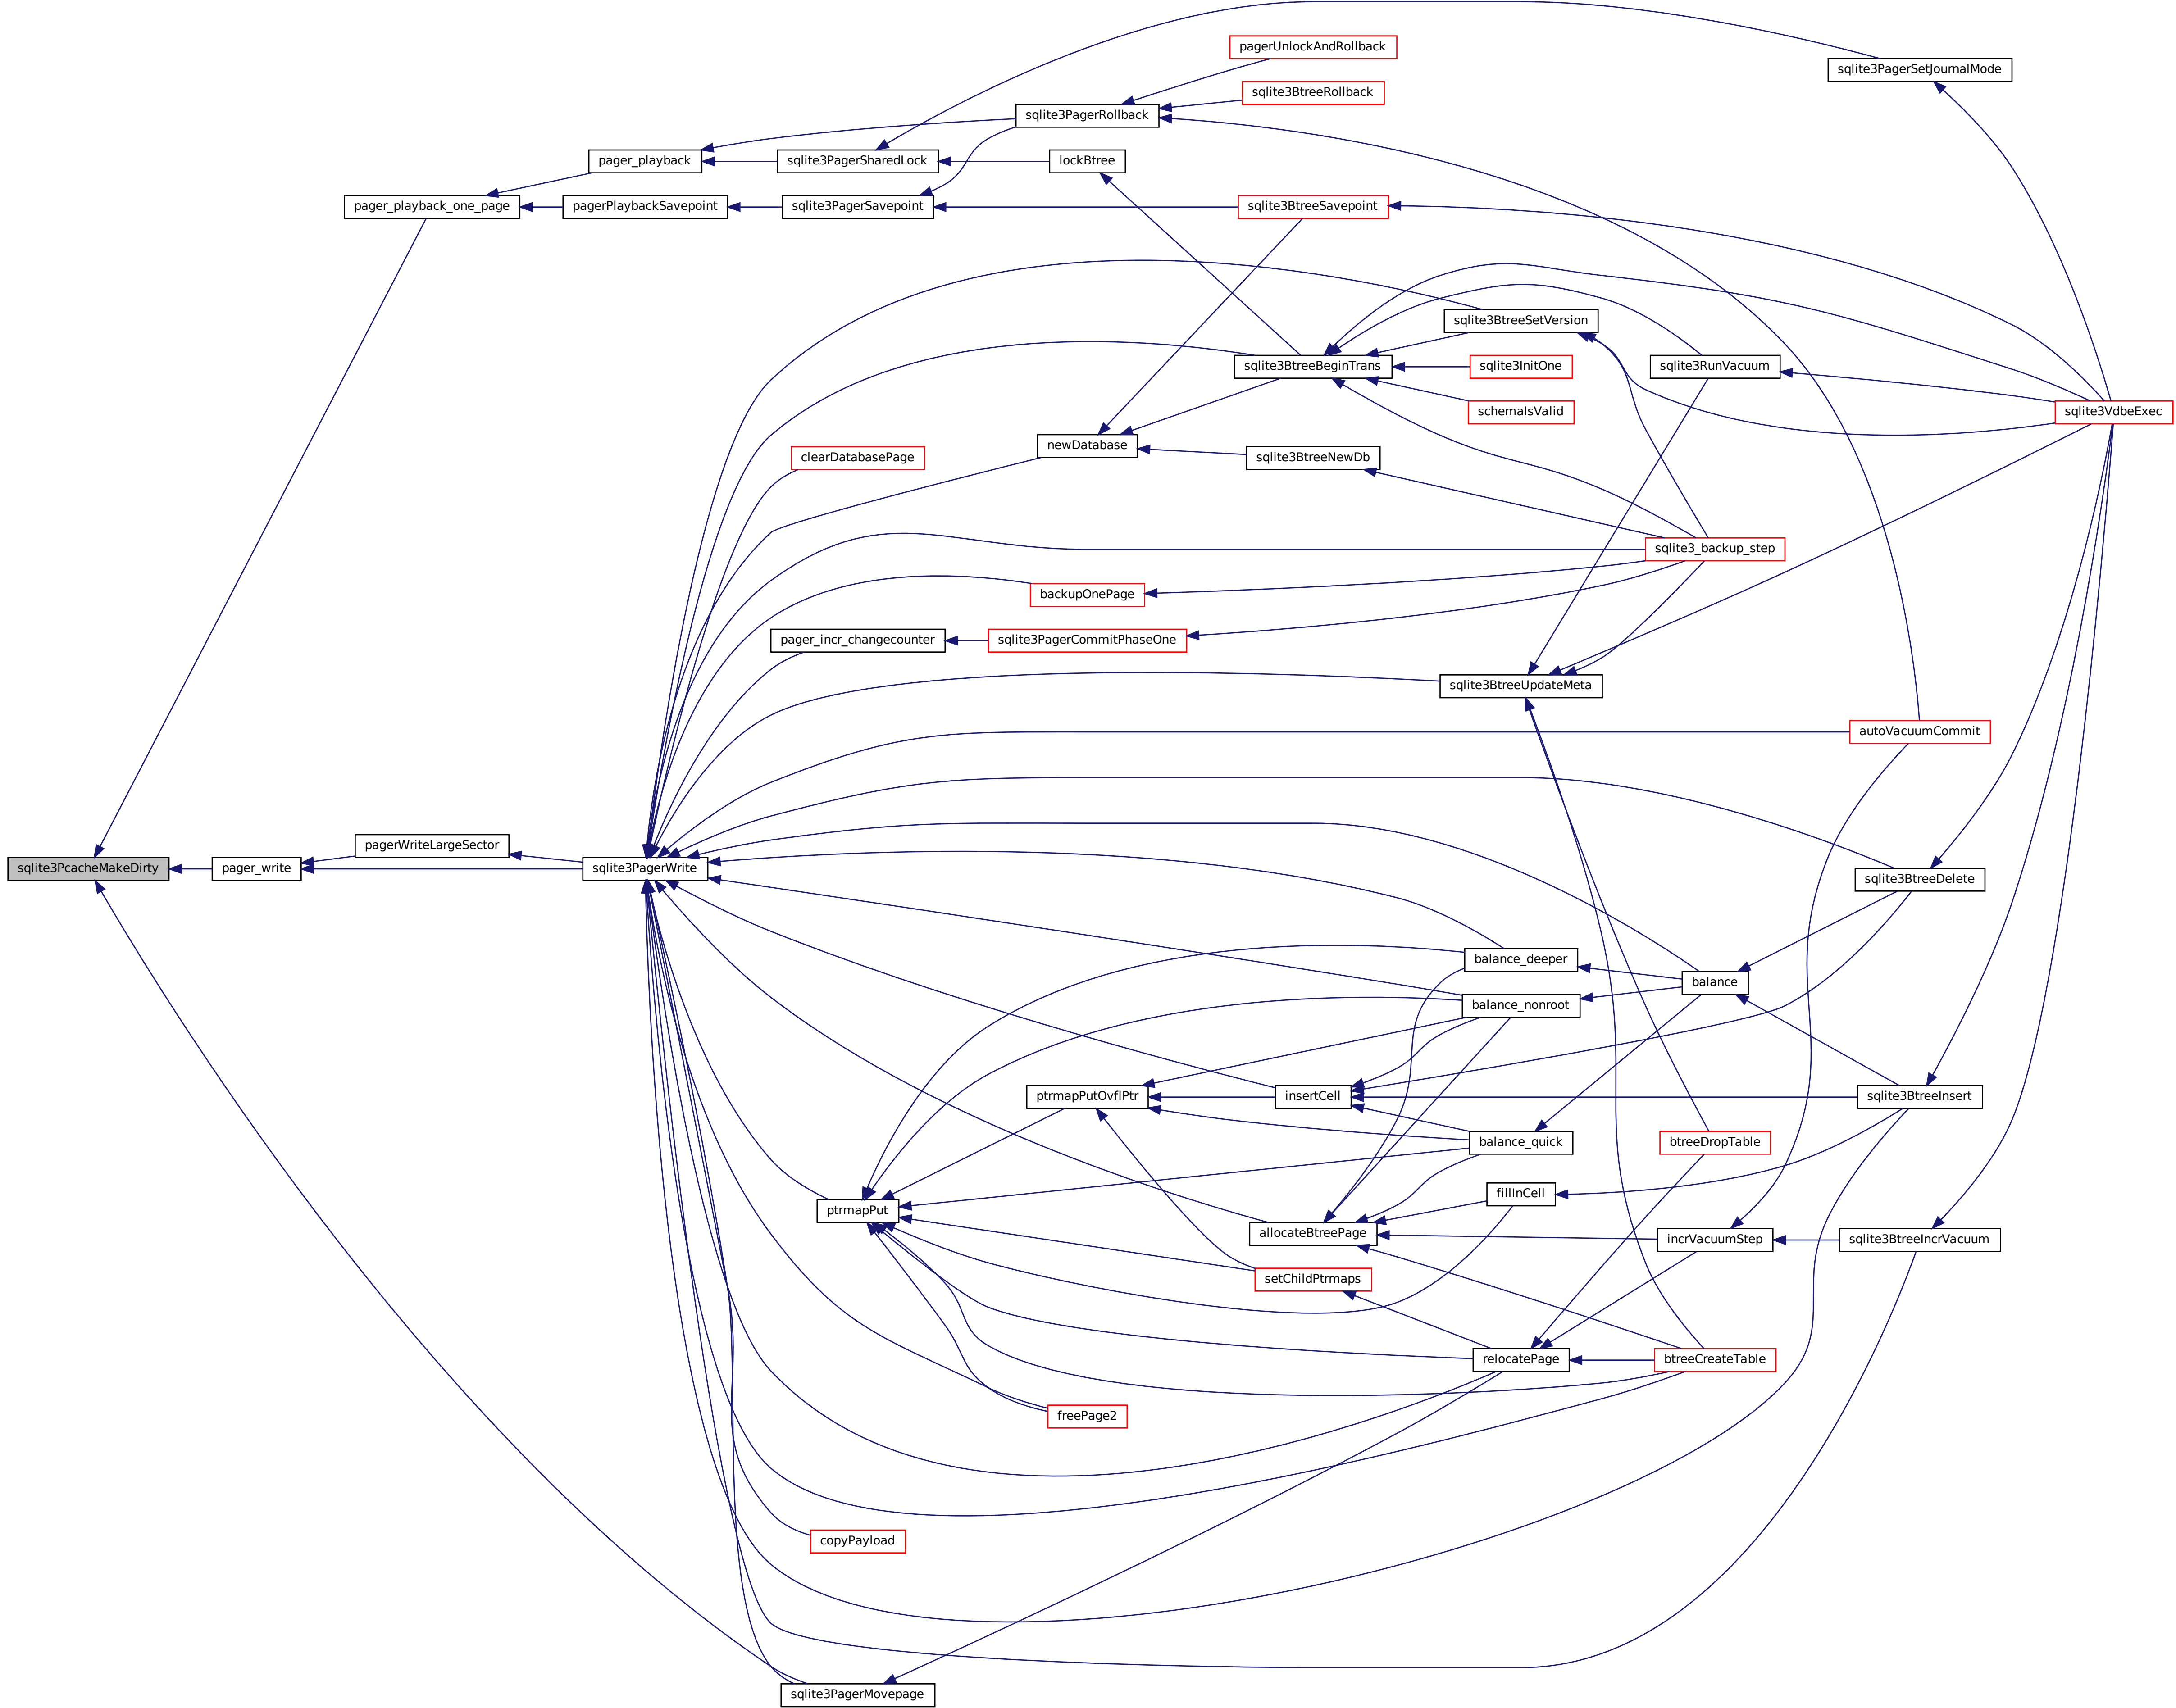 pagerUnlockAndRollback
sqlite3PagerSetJournalMode
sqlite3BtreeRollback
sqlite3PagerRollback
pager_playback
sqlite3PagerSharedLock
lockBtree
pager_playback_one_page
pagerPlaybackSavepoint
sqlite3PagerSavepoint
sqlite3BtreeSavepoint
sqlite3BtreeSetVersion
sqlite3BtreeBeginTrans
sqlite3InitOne
sqlite3RunVacuum
schemaIsValid
sqlite3VdbeExec
newDatabase
clearDatabasePage
sqlite3BtreeNewDb
sqlite3_backup_step
backupOnePage
pager_incr_changecounter
sqlite3PagerCommitPhaseOne
sqlite3BtreeUpdateMeta
autoVacuumCommit
pagerWriteLargeSector
sqlite3PcacheMakeDirty
pager_write
sqlite3PagerWrite
sqlite3BtreeDelete
balance_deeper
balance
balance_nonroot
ptrmapPutOvflPtr
insertCell
sqlite3BtreeInsert
balance_quick
btreeDropTable
fillInCell
ptrmapPut
allocateBtreePage
incrVacuumStep
sqlite3BtreeIncrVacuum
setChildPtrmaps
relocatePage
btreeCreateTable
freePage2
copyPayload
sqlite3PagerMovepage